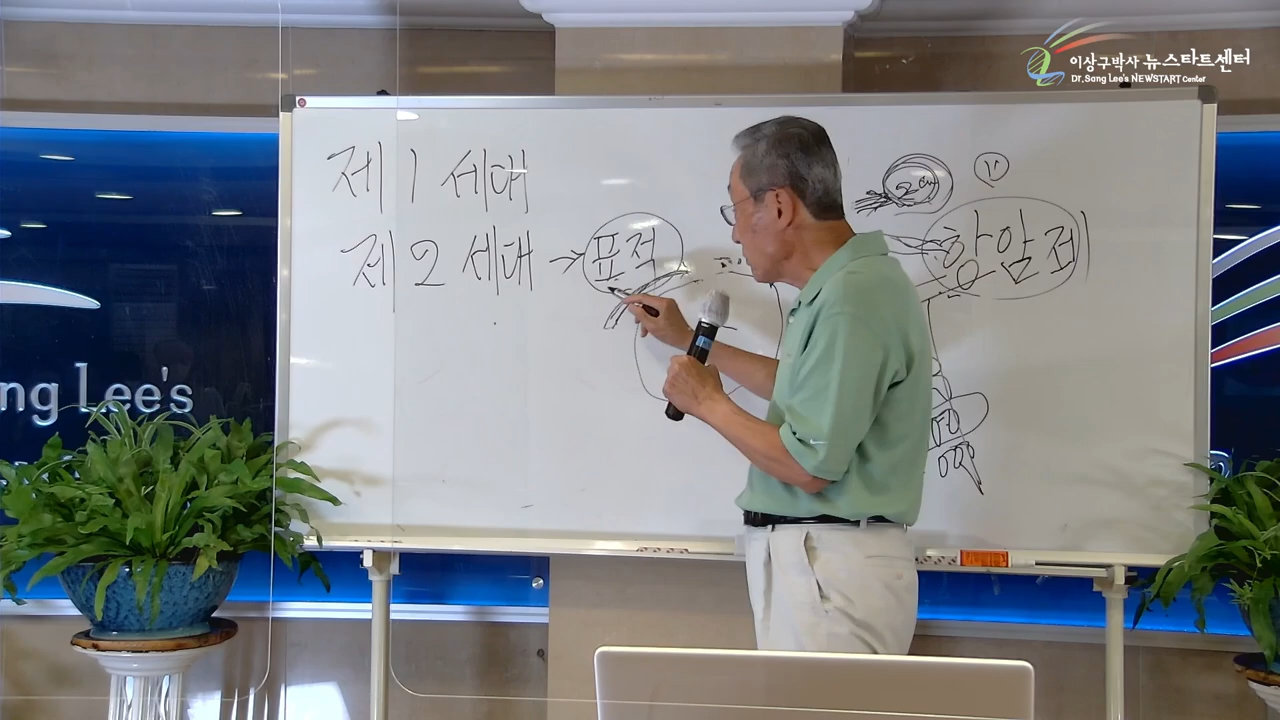 이상구박사 뉴스타트센터
Dr. Sang Lee's NEWSTART Center
제 1 세대
2cm
제 2 세대 → 표적
항암제
ng Lee's